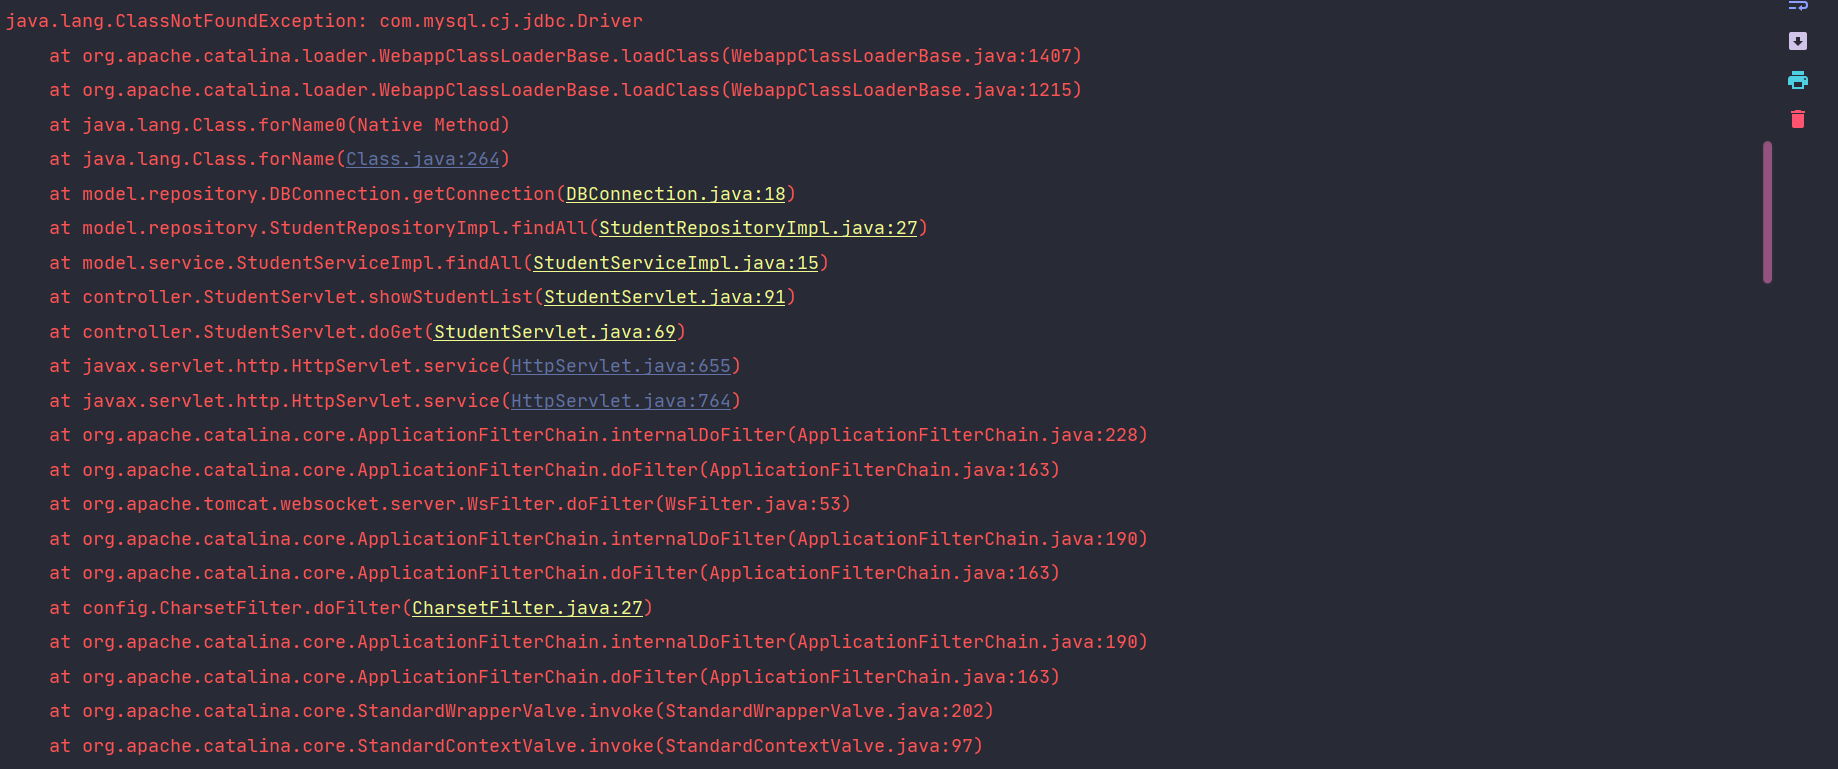 java.lang.ClassNotFoundException: com.mysql.cj.jdbc.Driver
at org.apache.catalina.loader.WebappClassLoaderBase.loadClass(WebappClassLoaderBase.java:1407)
at org.apache.catalina.loader.WebappClassLoaderBase.loadClass(WebappClassLoaderBase.java:1215)
at java.lang.Class.forName0(Native Method)
at java.lang.Class.forName(Class.java:264)
at model.repository.DBConnection.getConnection(DBConnection.java:18)
at model.repository.StudentRepositoryImpl.findAll(StudentRepositoryImpl.java:27)
at model.service.StudentServiceImpl.findAll(StudentServiceImpl.java:15)
at controller.StudentServlet.showStudentList(StudentServlet.java:91)
at controller.StudentServlet.doGet(StudentServlet.java:69)
at javax.servlet.http.HttpServlet.service(HttpServlet.java:655)
at javax.servlet.http.HttpServlet.service(HttpServlet.java:764)
at org.apache.catalina.core.ApplicationFilterChain.internalDoFilter(ApplicationFilterChain.java:228)
at org.apache.catalina.core.ApplicationFilterChain.doFilter(ApplicationFilterChain.java:163)
at org.apache.tomcat.websocket.server.WsFilter.doFilter(WsFilter.java:53)
at org.apache.catalina.core.ApplicationFilterChain.internalDoFilter(ApplicationFilterChain.java:190)
at org.apache.catalina.core.ApplicationFilterChain.doFilter(ApplicationFilterChain.java:163)
at config.CharsetFilter.doFilter(CharsetFilter.java:27)
at org.apache.catalina.core.ApplicationFilterChain.internalDoFilter(ApplicationFilterChain.java:190)
at org.apache.catalina.core.ApplicationFilterChain.doFilter(ApplicationFilterChain.java:163)
at org.apache.catalina.core.StandardWrapperValve.invoke(StandardWrapperValve.java:202)
at org.apache.catalina.core.StandardContextValve.invoke(StandardContextValve.java:97)